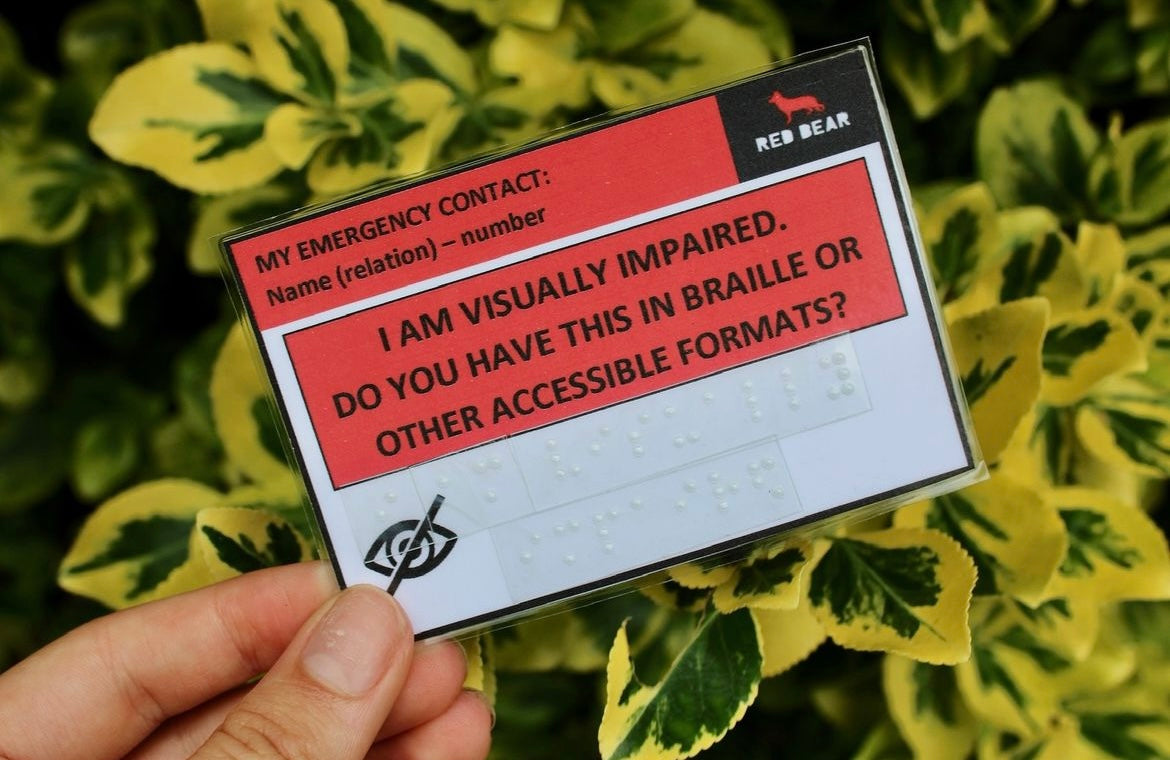 RED BEAR
MY EMERGENCY CONTACT:
Name (relation) – number
I AM VISUALLY IMPAIRED.
DO YOU HAVE THIS IN BRAILLE OR
OTHER ACCESSIBLE FORMATS?